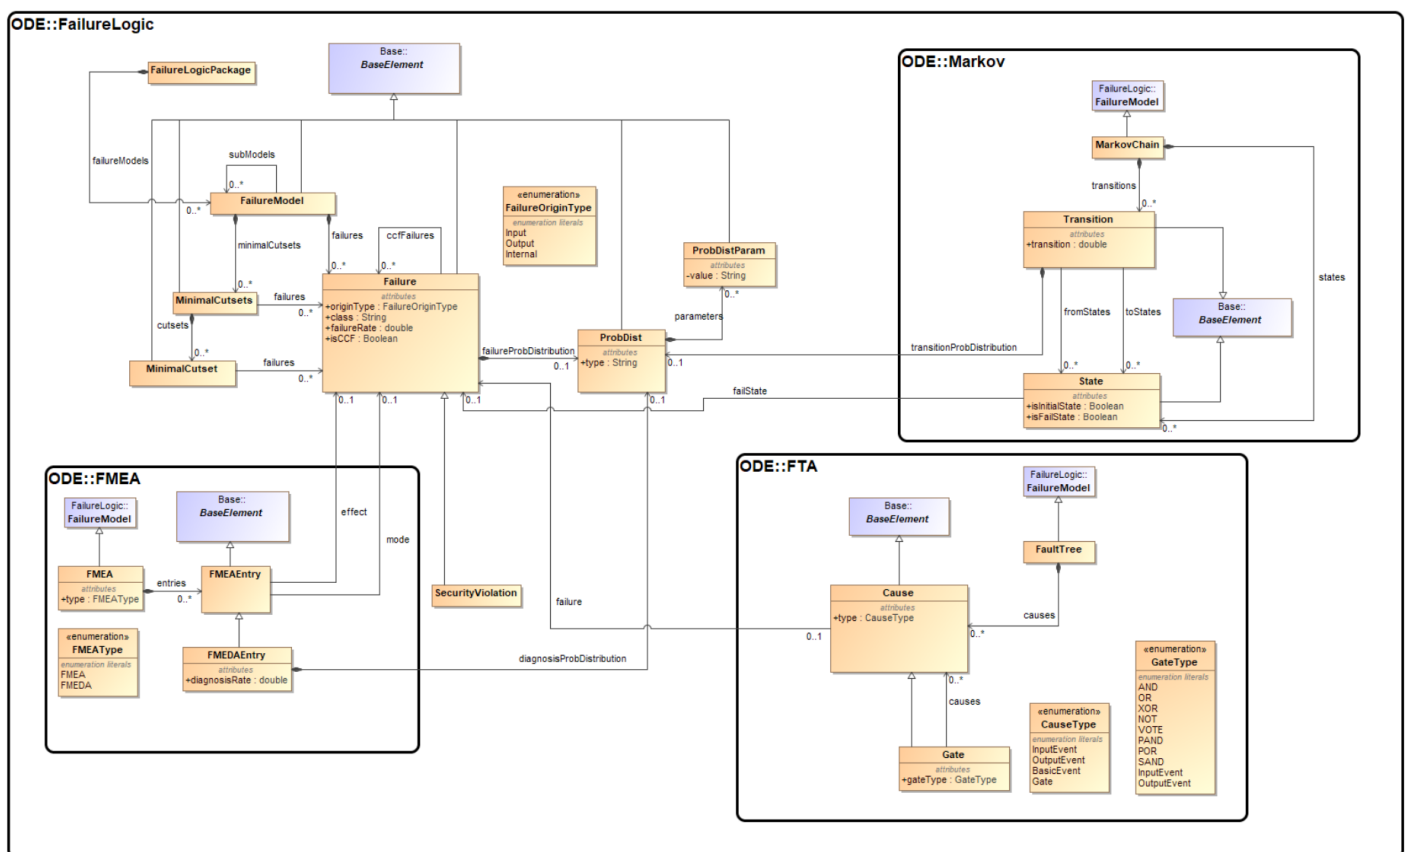 ODE::FailureLogic
Base::
BaseElement
FailureLogicPackage
failureModels
subModels
0..*
0..*
FailureModel
minimalCutsets
failures
0..*
0..*
ccfFailures
0..*
«enumeration»
FailureOriginType
enumeration literals
Input
Output
Internal
ProbDistParam
attributes
-value : String
0..*
parameters
MinimalCutsets
failures
0..*
cutsets
0..*
MinimalCutset
failures
0..*
Failure
attributes
+originType : FailureOriginType
+class : String
+failureRate : double
+isCCF : Boolean
failureProbDistribution
0..1
ProbDist
attributes
+type : String
0..1
0..1
0..1
0..1
0..1
transitionProbDistribution
failState
ODE::Markov
FailureLogic::
FailureModel
MarkovChain
transitions
0..*
Transition
attributes
+transition : double
states
fromStates
toStates
Base::
BaseElement
0..*
0..*
State
attributes
+isInitialState : Boolean
+isFailState : Boolean
0..*
ODE::FMEA
FailureLogic::
FailureModel
Base::
BaseElement
effect
mode
FMEA
attributes
+type : FMEAType
entries
0..*
FMEAEntry
«enumeration»
FMEAType
enumeration literals
FMEA
FMEDA
FMEDAEntry
attributes
+diagnosisRate : double
diagnosisProbDistribution
SecurityViolation
failure
ODE::FTA
FailureLogic::
FailureModel
Base::
BaseElement
FaultTree
causes
0..*
Cause
attributes
+type : CauseType
0..1
0..*
causes
Gate
attributes
+gateType : GateType
«enumeration»
CauseType
enumeration literals
InputEvent
OutputEvent
BasicEvent
Gate
«enumeration»
GateType
enumeration literals
AND
OR
XOR
NOT
VOTE
PAND
POR
SAND
InputEvent
OutputEvent